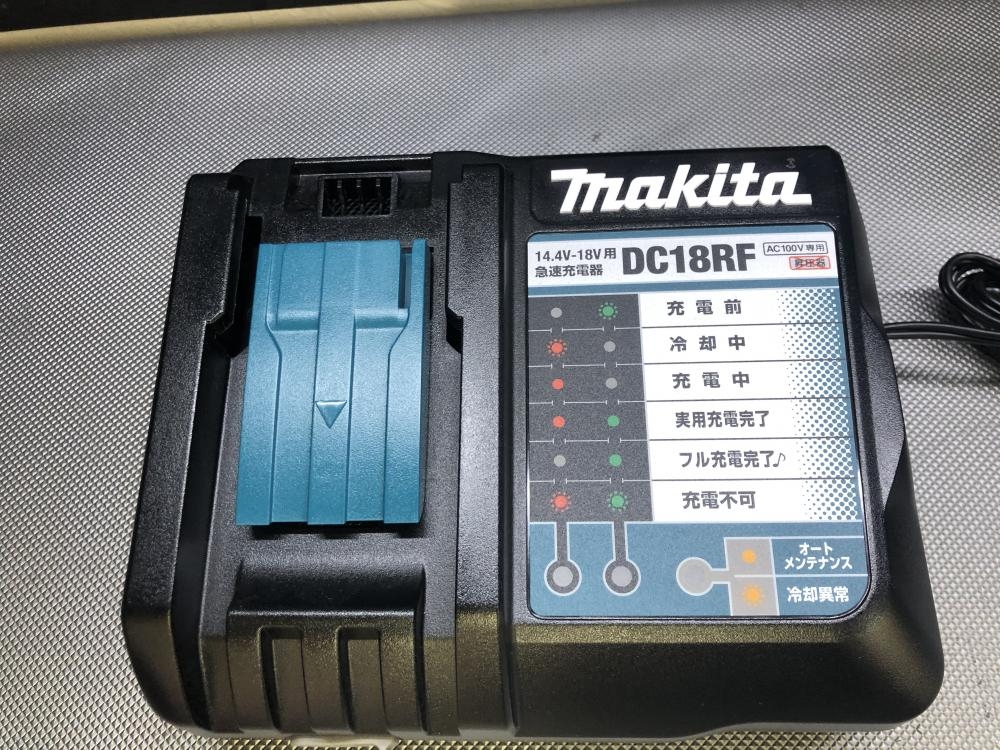 makita
14.4V-18V用
急速充電器
DC18RF
AC100V専用
昇圧器
充電前
冷却中
充電中
実用充電完了
フル充電完了♪
充電不可
オート
メンテナンス
冷却異常